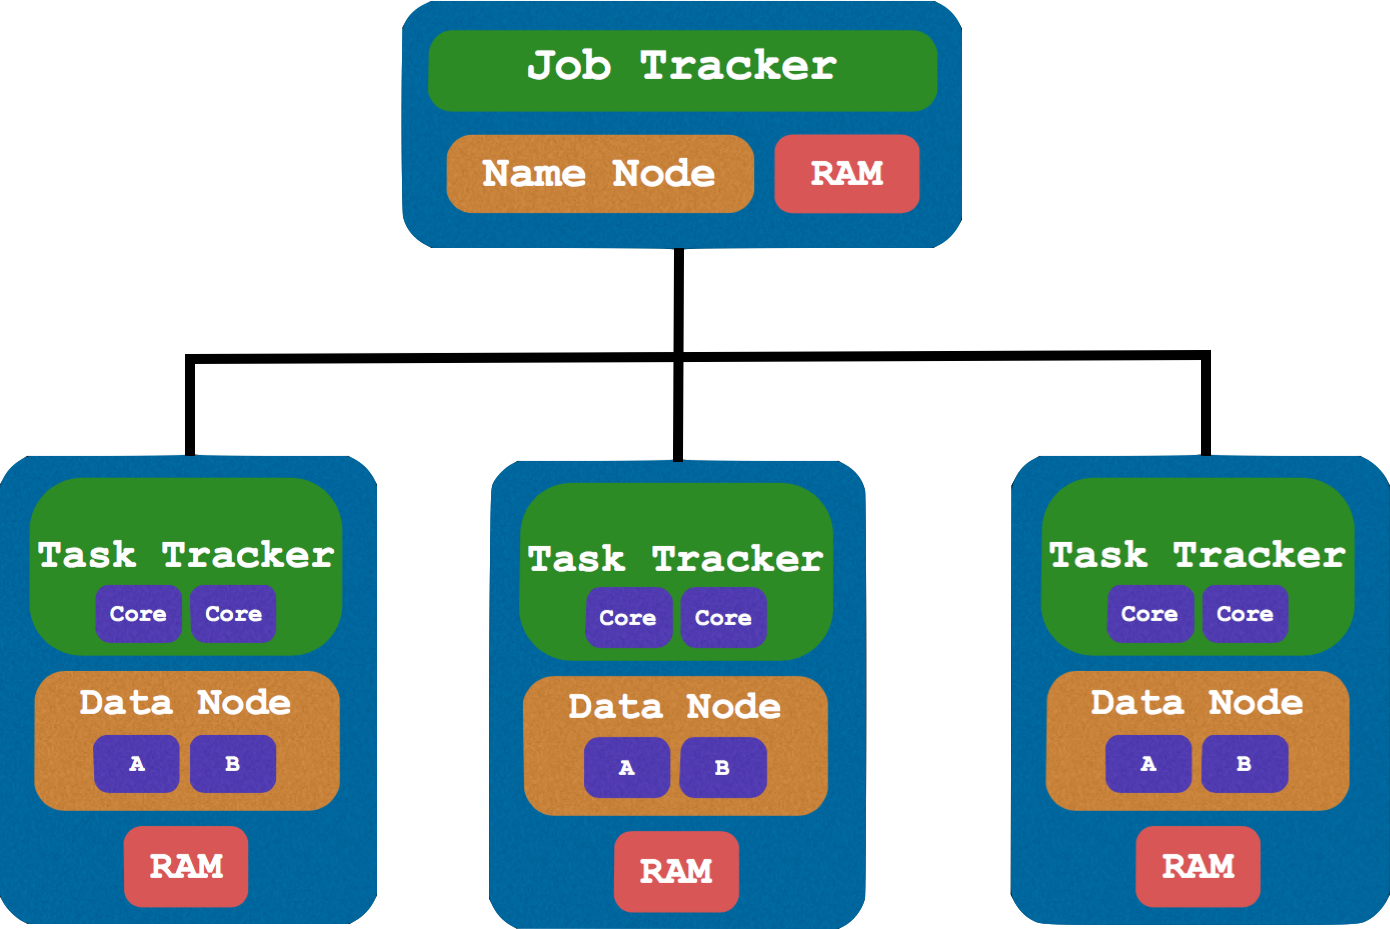 Job Tracker
Name Node RAM
Task Tracker
Core Core
Data Node
A B
RAM
Task Tracker
Core Core
Data Node
A B
RAM
Task Tracker
Core Core
Data Node
A B
RAM